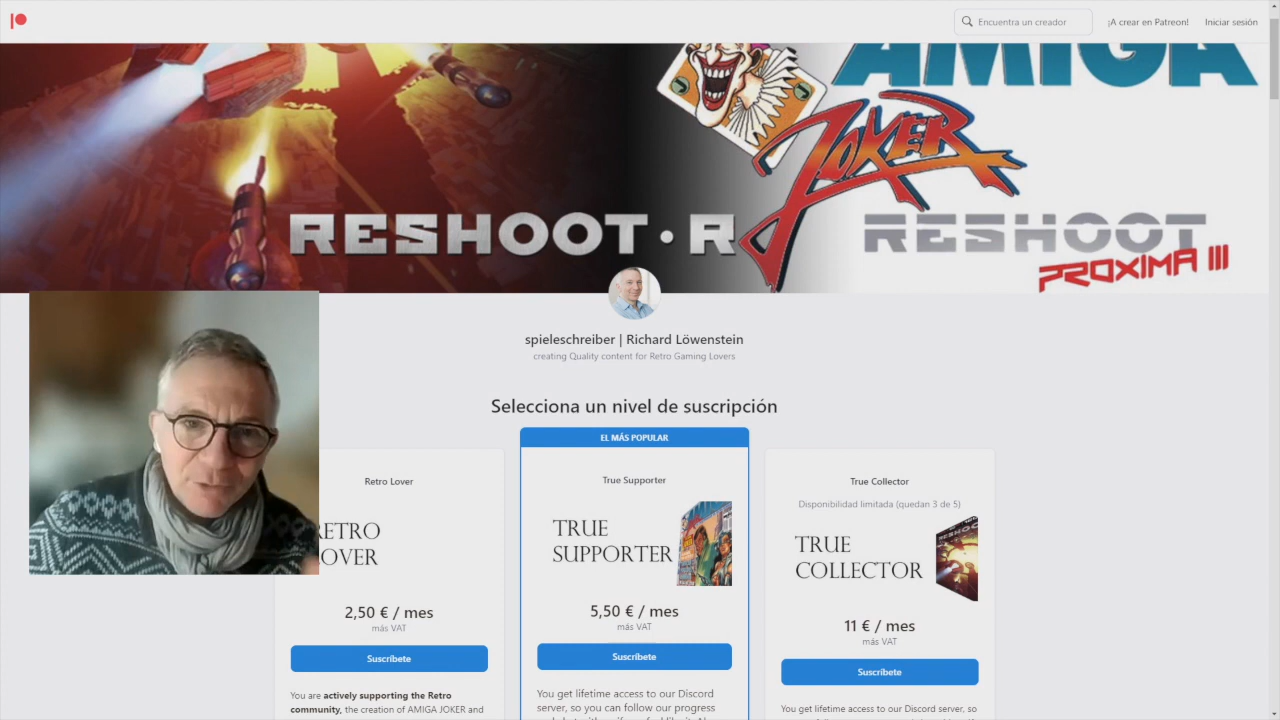 Encuentra un creador
¡A crear en Patreon!
Iniciar sesión
AMIGA
JOKER
RESHOOT·R
RESHOOT
PROXIMA III
spieleschreiber | Richard Löwenstein
creating Quality content for Retro Gaming Lovers
Selecciona un nivel de suscripción
Retro Lover
RETRO
LOVER
2,50 € / mes
más VAT
Suscríbete
You are actively supporting the Retro
community, the creation of AMIGA JOKER and
EL MÁS POPULAR
True Supporter
TRUE
SUPPORTER
5,50 € / mes
más VAT
Suscríbete
You get lifetime access to our Discord
server, so you can follow our progress
True Collector
Disponibilidad limitada (quedan 3 de 5)
TRUE
COLLECTOR
11 € / mes
más VAT
Suscríbete
You get lifetime access to our Discord server, so